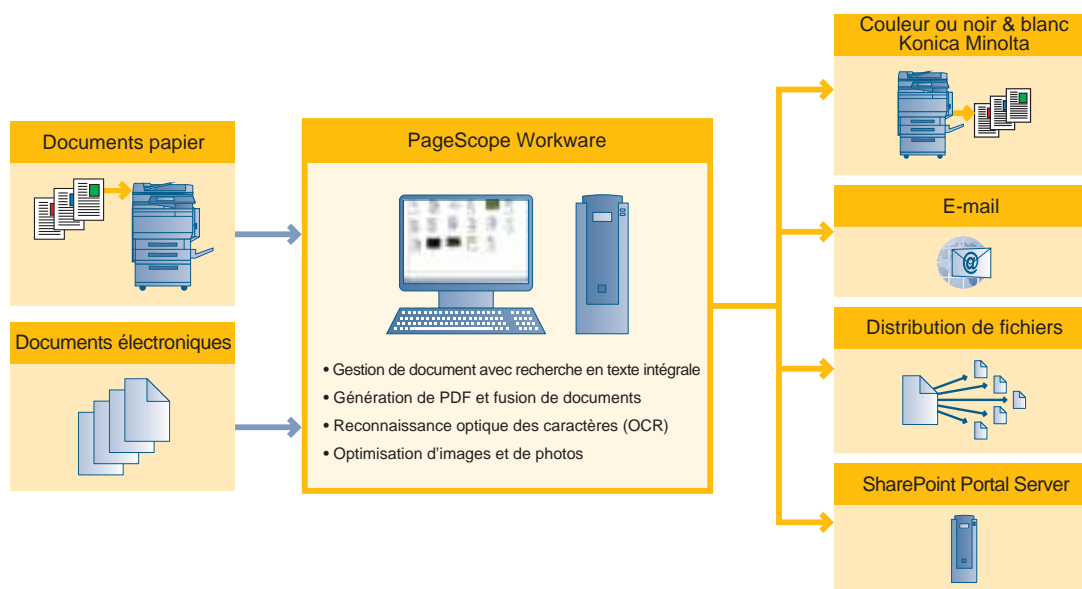 Documents papier
Documents électroniques
PageScope Workware
• Gestion de document avec recherche en texte intégrale
• Génération de PDF et fusion de documents
• Reconnaissance optique des caractères (OCR)
• Optimisation d'images et de photos
Couleur ou noir & blanc
Konica Minolta
E-mail
@
Distribution de fichiers
SharePoint Portal Server